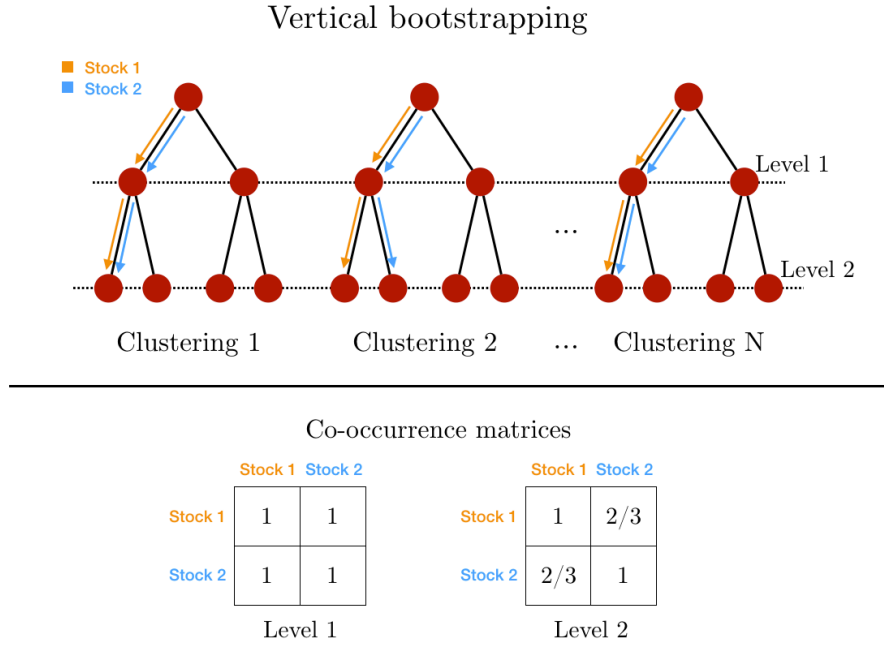 Vertical bootstrapping
Stock 1
Stock 2
Level 1
...
Level 2
Clustering 1 Clustering 2 ... Clustering N
Co-occurrence matrices
Stock 1 Stock 2 Stock 1 Stock 2
Stock 1 1 1 Stock 1 1 2/3
Stock 2 1 1 Stock 2 2/3 1
Level 1 Level 2